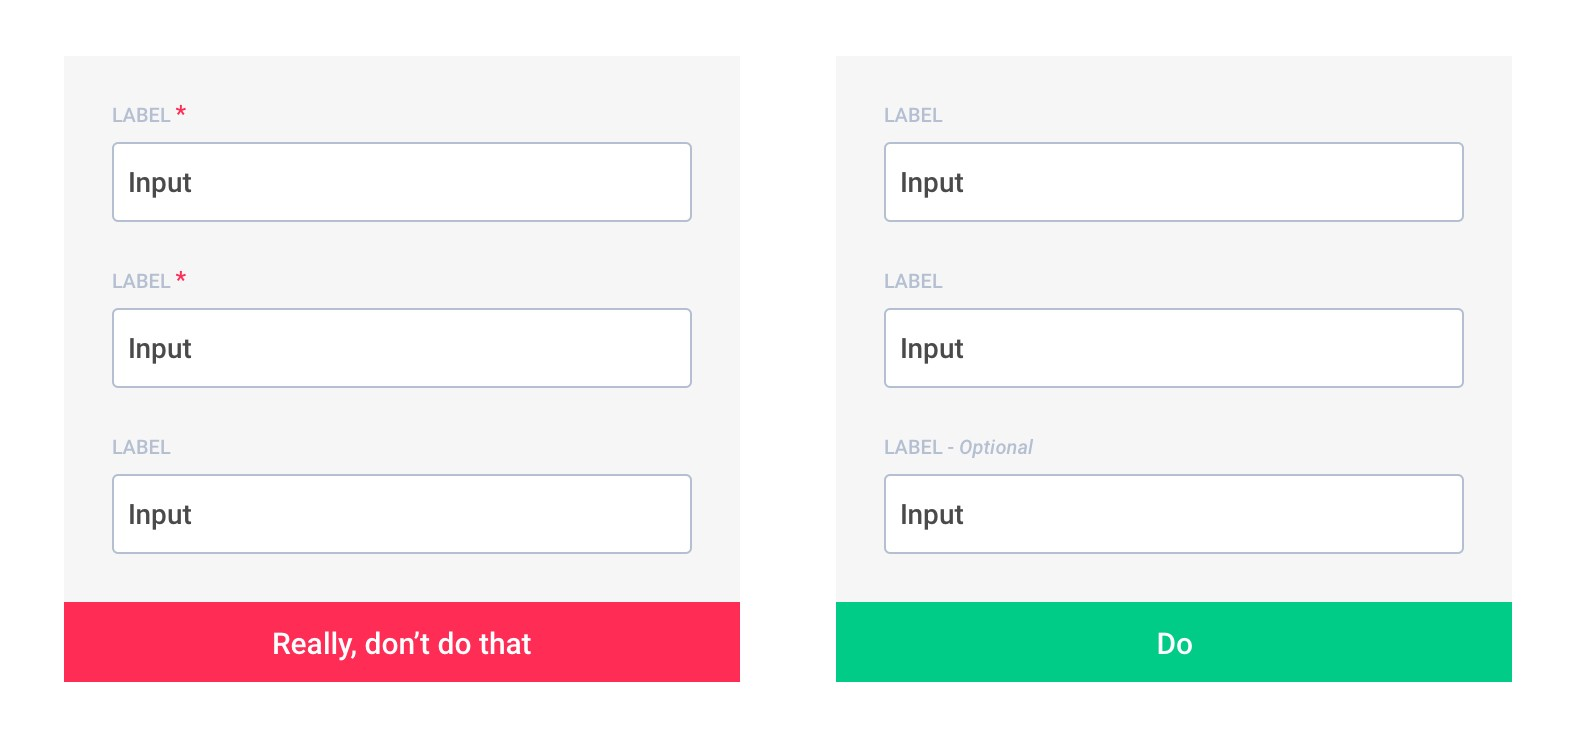 LABEL *
Input
LABEL *
Input
LABEL
Input
Really, don’t do that
LABEL
Input
LABEL
Input
LABEL - Optional
Input
Do